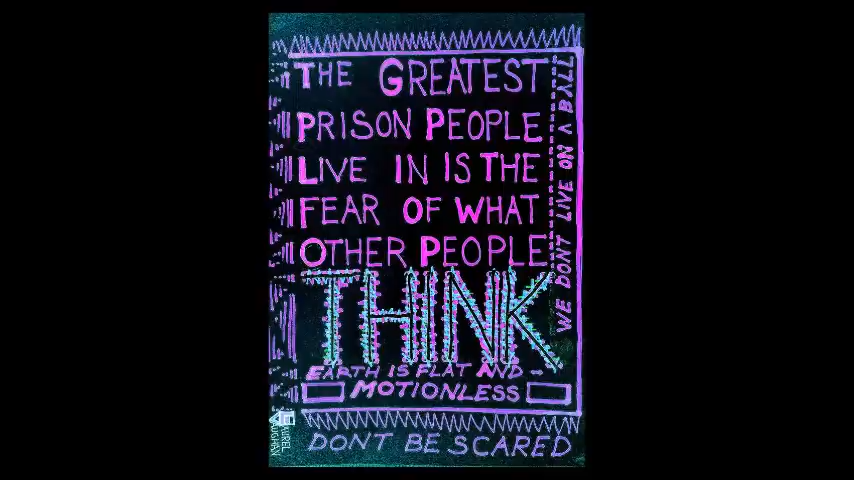 THE GREATEST
PRISON PEOPLE
LIVE IN IS THE
FEAR OF WHAT
OTHER PEOPLE
THINK
EARTH IS FLAT AND -
MOTIONLESS
DONT BE SCARED
WE DONT LIVE ON A BALL